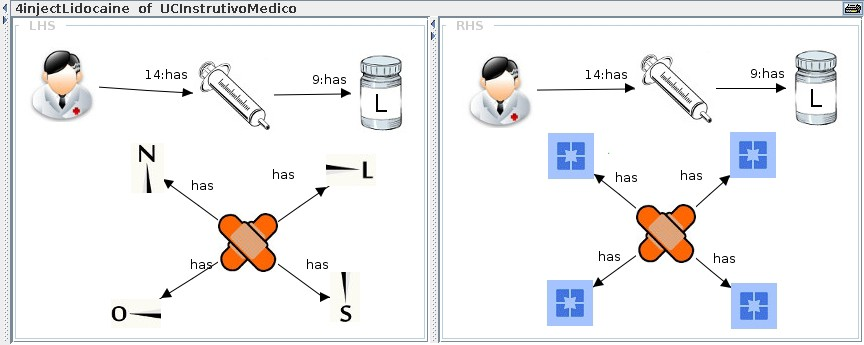 4injectLidocaine of UCInstrutivoMedico
LHS
14:has
9:has
L
N
has
has
L
has
has
O
S
RHS
14:has
9:has
L
has
has
has
has